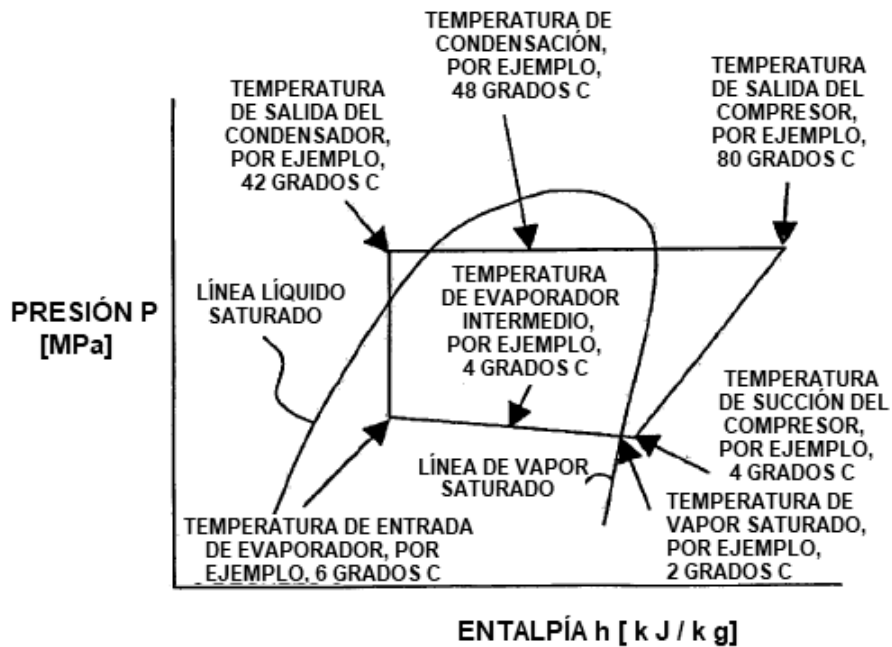 TEMPERATURA DE
CONDENSACIÓN,
POR EJEMPLO,
48 GRADOS C
TEMPERATURA
DE SALIDA DEL
CONDENSADOR,
POR EJEMPLO,
42 GRADOS C
TEMPERATURA
DE SALIDA DEL
COMPRESOR,
POR EJEMPLO,
80 GRADOS C
LÍNEA LÍQUIDO
SATURADO
TEMPERATURA
DE EVAPORADOR
INTERMEDIO,
POR EJEMPLO,
4 GRADOS C
PRESIÓN P
[MPa]
TEMPERATURA
DE SUCCIÓN DEL
COMPRESOR,
POR EJEMPLO,
4 GRADOS C
LÍNEA DE VAPOR
SATURADO
TEMPERATURA DE ENTRADA
DE EVAPORADOR, POR
EJEMPLO, 6 GRADOS C
TEMPERATURA DE
VAPOR SATURADO,
POR EJEMPLO,
2 GRADOS C
ENTALPÍA h [ k J / k g]